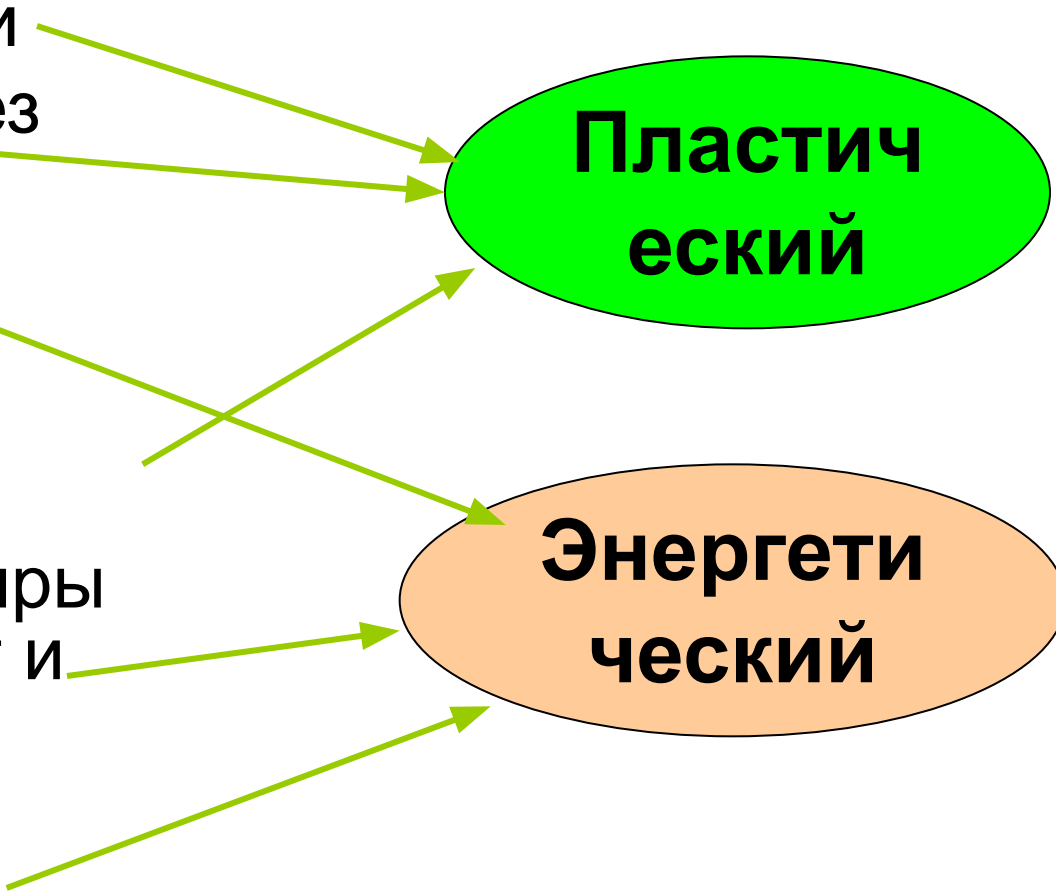 и
Пластич
еский
Энергети
ческий
и